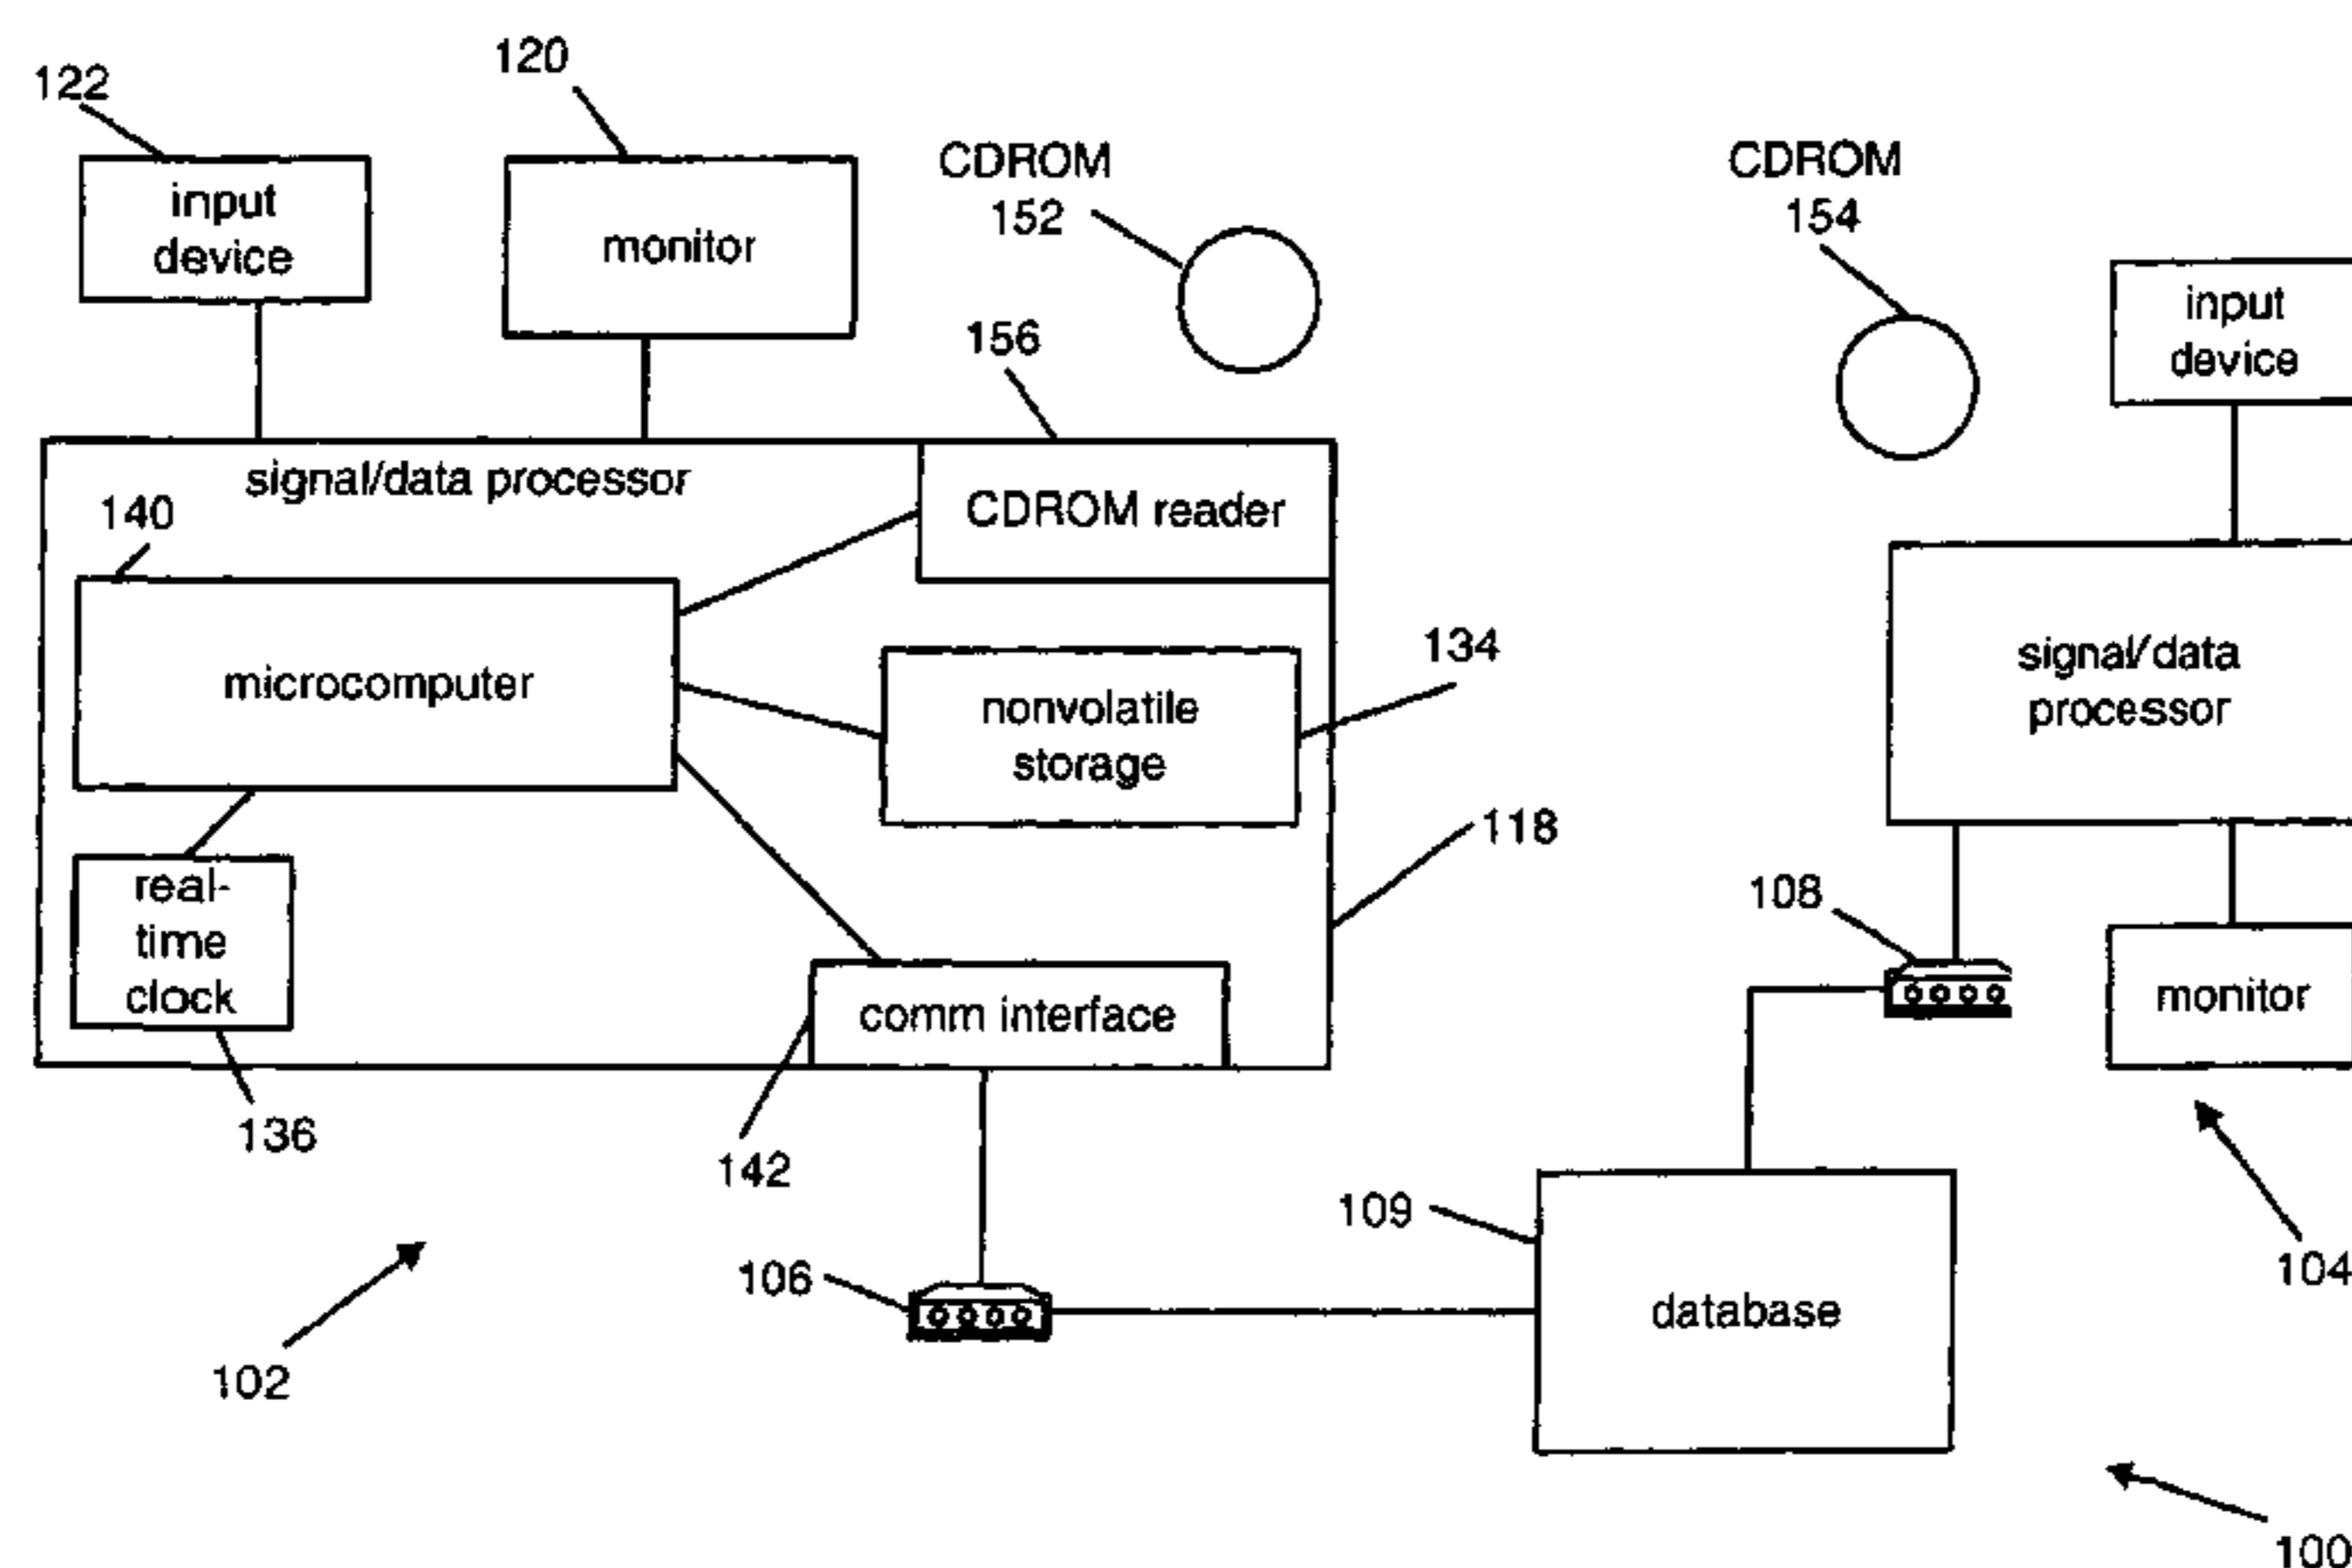 122
120
CDROM
152
CDROM
154
input
device
monitor
156
input
device
signal/data processor
CDROM reader
140
microcomputer
134
nonvolatile
storage
signal/data
processor
118
real-
time
clock
108
comm interface
monitor
136
142
109
106
104
database
102
100